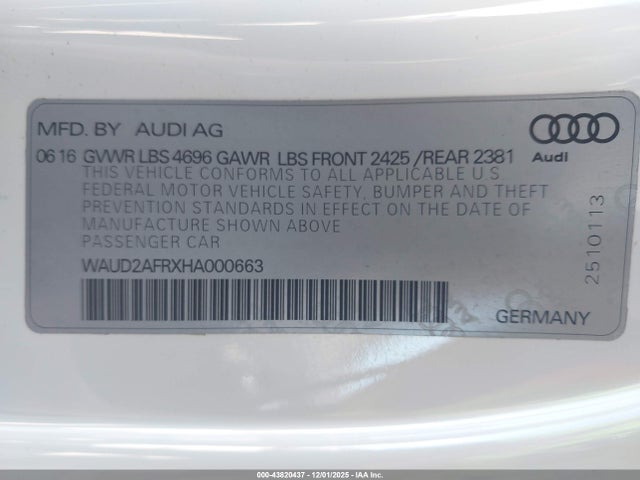 MFD. BY AUDI AG
06 16 GVWR LBS 4696 GAWR LBS FRONT 2425 / REAR 2381
Audi
THIS VEHICLE CONFORMS TO ALL APPLICABLE U S
FEDERAL MOTOR VEHICLE SAFETY, BUMPER AND THEFT
PREVENTION STANDARDS IN EFFECT ON THE DATE OF
MANUFACTURE SHOWN ABOVE
PASSENGER CAR
WAUD2AFRXHA000663
2510113
GERMANY
000-43820437 - 12/01/2025 - IAA Inc.